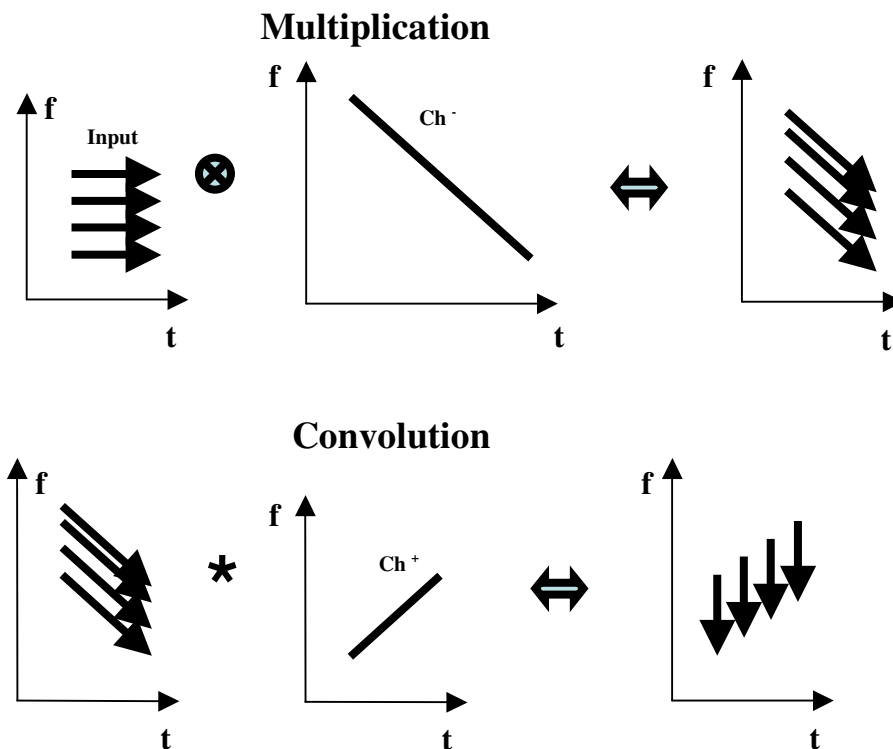 Multiplication
f
Input
t
⊗
f
Ch -
t
f
t
Convolution
f
t
*
f
Ch +
t
f
t